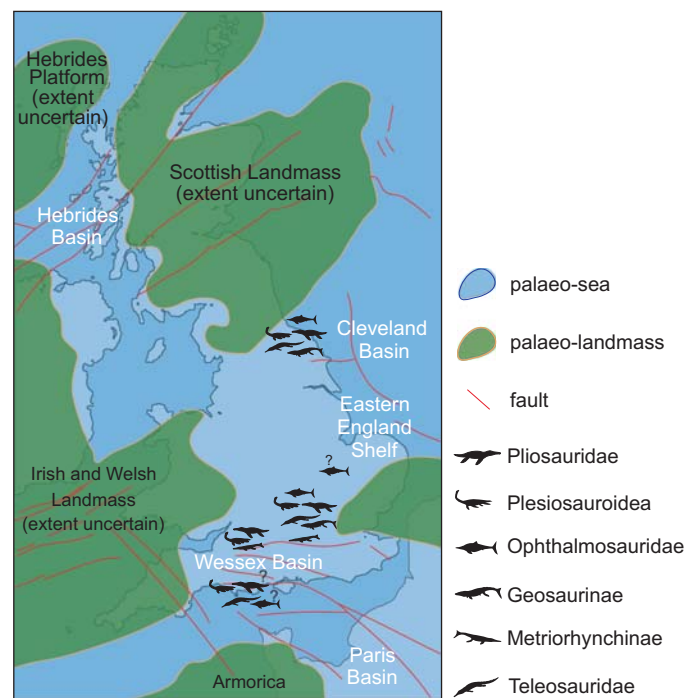 Hebrides
Platform
(extent
uncertain)
Scottish Landmass
(extent uncertain)
Hebrides
Basin
Cleveland
Basin
Eastern
England
Shelf
?
Irish and Welsh
Landmass
(extent uncertain)
Wessex Basin
?
?
Paris
Basin
Armorica
palaeo-sea
palaeo-landmass
fault
Pliosauridae
Plesiosauroidea
Ophthalmosauridae
Geosaurinae
Metriorhynchinae
Teleosauridae